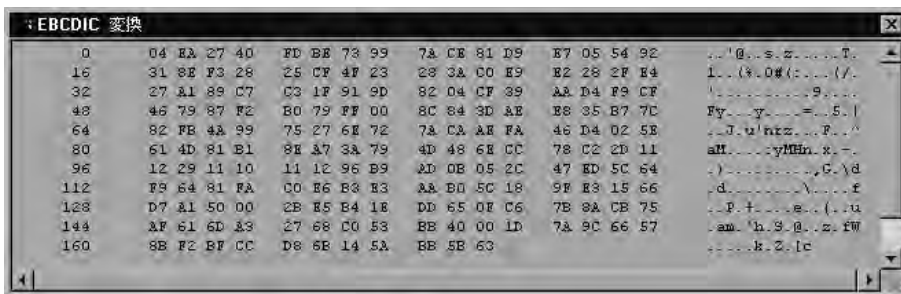 EBCDIC 変換
0 04 EA 27 40 FD BE 73 99 7A CE 81 D9 E7 05 54 92 ..'@..s.z.....T.
16 31 8E F3 28 25 CF 4F 23 28 3A C0 E9 E2 28 2F E4 1..(%.O#(:...(/.
32 27 A1 89 C7 C3 1F 91 9D 82 04 CF 39 AA D4 F9 CF '..........9....
48 46 79 87 F2 B0 79 FF 00 8C 84 3D AE E8 35 B7 7C Fy...y....=..5.|
64 82 FB 4A 99 75 27 6E 72 7A CA AE FA 46 D4 02 5E ..J.u'nrz...F..^
80 61 4D 81 B1 8E A7 3A 79 4D 48 6E CC 78 C2 2D 11 aM....:yMHn.x.-.
96 12 29 11 10 11 12 96 B9 AD 0B 05 2C 47 ED 5C 64 .).........,G.\d
112 F9 64 81 FA C0 E6 B3 E3 AA B0 5C 18 9F E3 15 66 .d........\....f
128 D7 A1 50 00 2B E5 B4 1E DD 65 0F C6 7B 8A CB 75 ..P.+....e..{..u
144 AF 61 6D A3 27 68 C0 53 BB 40 00 1D 7A 9C 66 57 .am.'h.S.@..z.fW
160 8B F2 BF CC D8 6B 14 5A BB 5B 63 .....k.Z.[c